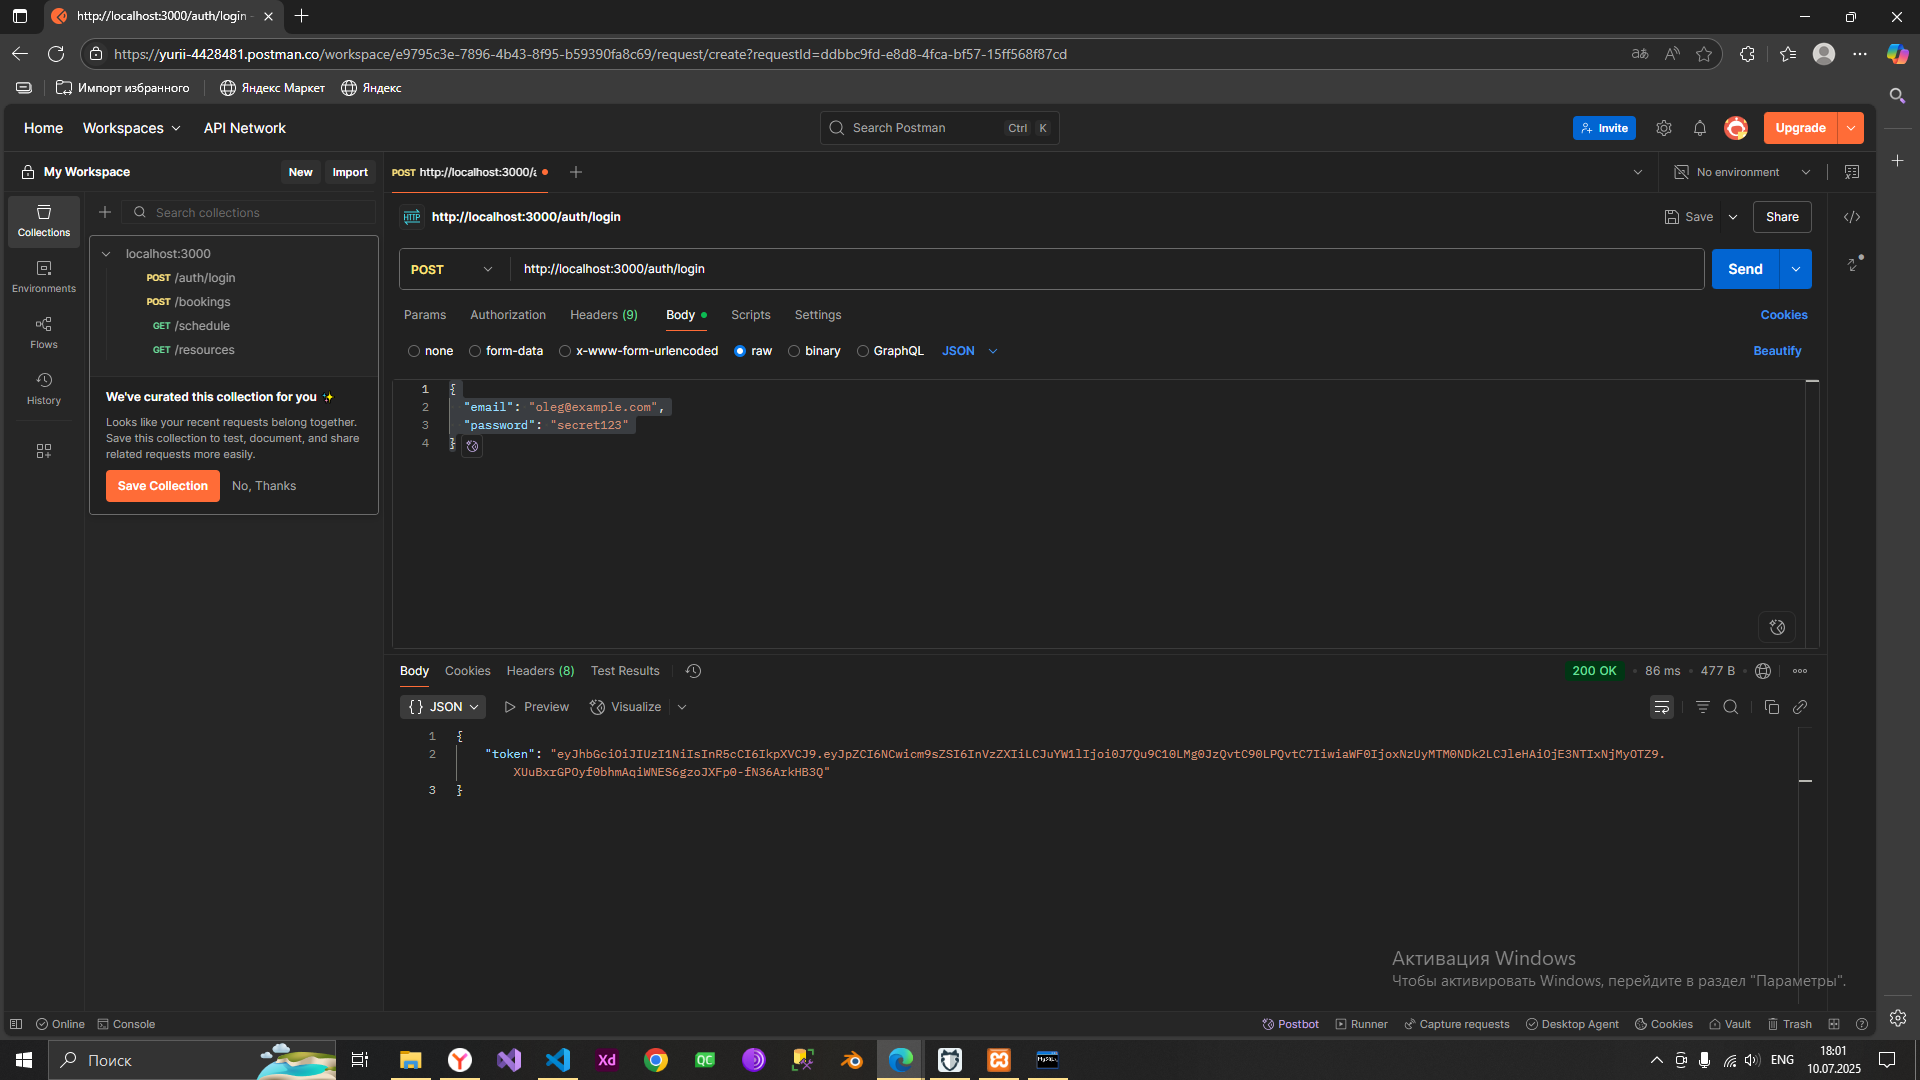 http://localhost:3000/auth/login
https://yurii-4428481.postman.co/workspace/e9795c3e-7896-4b43-8f95-b59390fa8c69/request/create?requestId=ddbbc9fd-e8d8-4fca-bf57-15ff568f87cd
Импорт избранного
Яндекс Маркет
Яндекс
Home
Workspaces
API Network
Search Postman
Ctrl
K
Invite
Upgrade
My Workspace
New
Import
POST http://localhost:3000/a
No environment
Search collections
HTTP
http://localhost:3000/auth/login
Save
Share
Collections
Environments
Flows
History
localhost:3000
POST /auth/login
POST /bookings
GET /schedule
GET /resources
We've curated this collection for you
Looks like your recent requests belong together.
Save this collection to test, document, and share
related requests more easily.
Save Collection
No, Thanks
POST
http://localhost:3000/auth/login
Send
Params
Authorization
Headers (9)
Body
Scripts
Settings
Cookies
none
form-data
x-www-form-urlencoded
raw
binary
GraphQL
JSON
Beautify
1 {
2 "email": "oleg@example.com",
3 "password": "secret123"
4 }
Body
Cookies
Headers (8)
Test Results
200 OK
86 ms
477 B
{} JSON
Preview
Visualize
1 {
2 "token": "eyJhbGciOiJIUzI1NiIsInR5cCI6IkpXVCJ9.eyJpZCI6NCwicm9sZSI6InVzZXIiLCJuYW1lIjoi0J7Qu9C10LMg0JzQvtC90LPQvtC7IiwiaWF0IjoxNzUyMTM0NDk2LCJleHAiOjE3NTIxNjMyOTZ9.
XUuBxrGPOyf0bhmAqiWNES6gzoJXFp0-fN36ArkHB3Q"
3 }
Активация Windows
Чтобы активировать Windows, перейдите в раздел "Параметры".
Online
Console
Postbot
Runner
Capture requests
Desktop Agent
Cookies
Vault
Trash
Поиск
Xd
QC
MySQL
ENG
18:01
10.07.2025